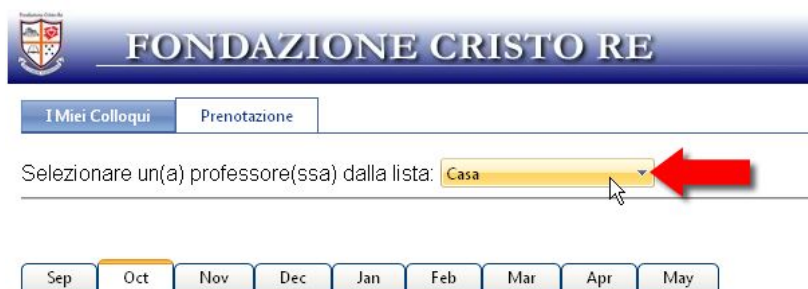 FONDAZIONE CRISTO RE
I Miei Colloqui Prenotazione
Selezionare un(a) professore(ssa) dalla lista: Casa
Sep Oct Nov Dec Jan Feb Mar Apr May